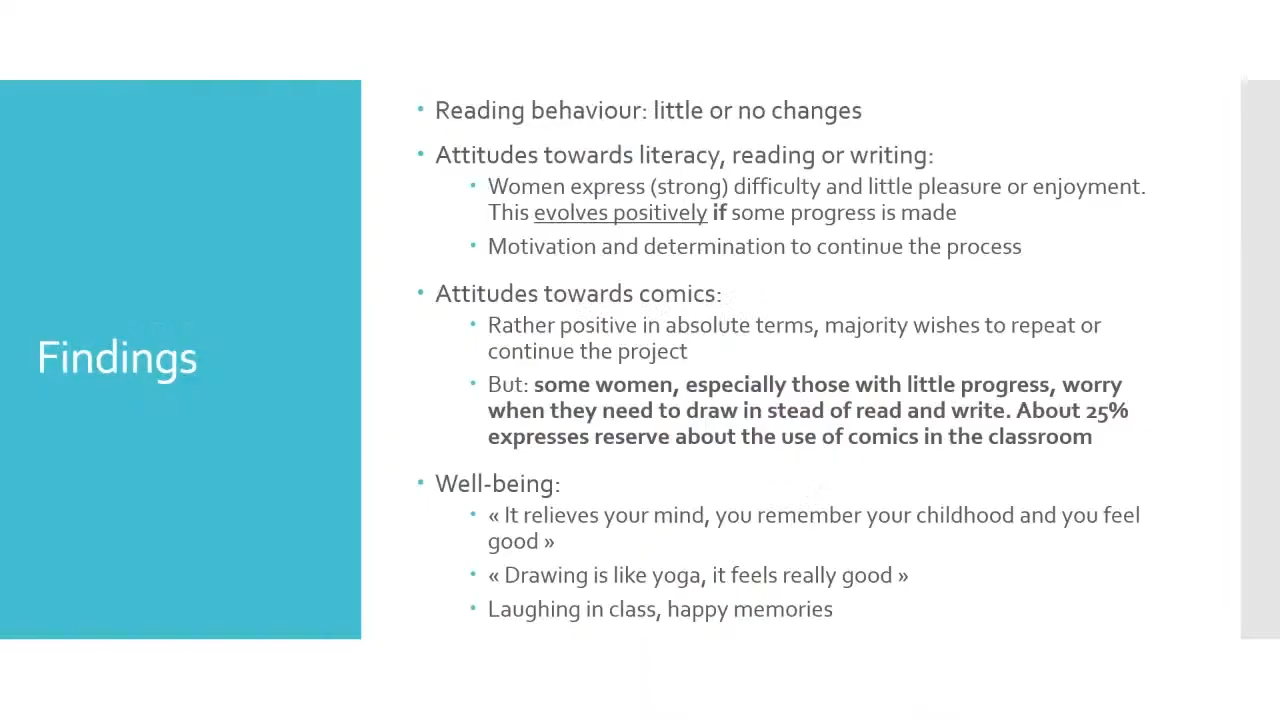 Findings
Reading behaviour: little or no changes
Attitudes towards literacy, reading or writing:
Women express (strong) difficulty and little pleasure or enjoyment.
This evolves positively if some progress is made
Motivation and determination to continue the process
Attitudes towards comics:
Rather positive in absolute terms, majority wishes to repeat or
continue the project
But: some women, especially those with little progress, worry
when they need to draw in stead of read and write. About 25%
expresses reserve about the use of comics in the classroom
Well-being:
« It relieves your mind, you remember your childhood and you feel
good »
« Drawing is like yoga, it feels really good »
Laughing in class, happy memories